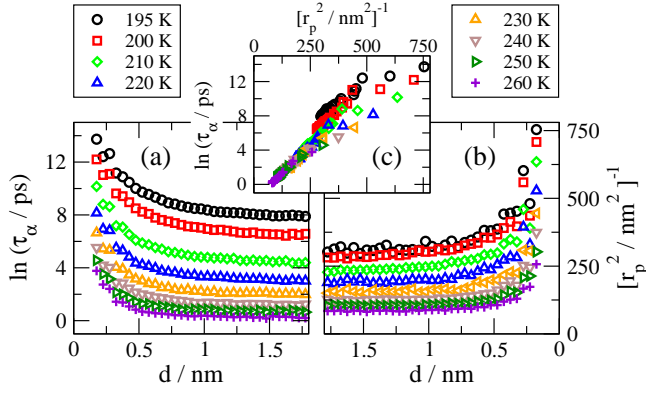 [r_p^2 / nm^2]^-1
0 250 500 750
195 K
200 K
210 K
220 K
230 K
240 K
250 K
260 K
ln (τ_α / ps)
12
8
4
0
(c)
ln (τ_α / ps)
12
8
4
0
(a)
(b)
750
500
250
0
[r_p^2 / nm^2]^-1
0 0.5 1 1.5
1.5 1 0.5 0
d / nm
d / nm